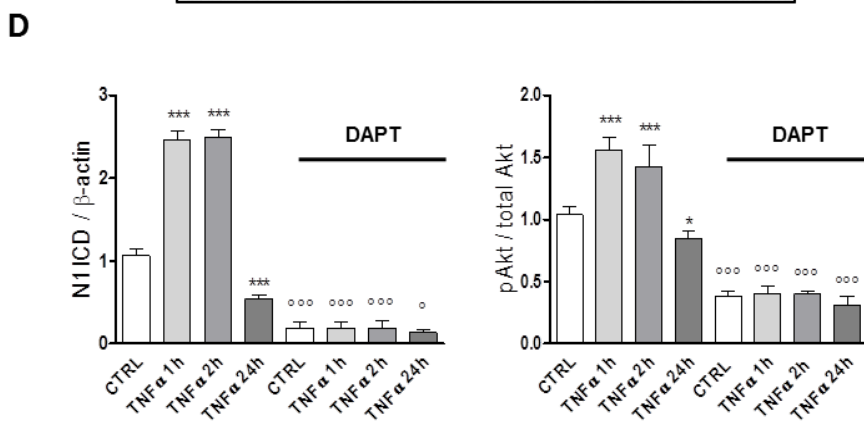 D
N1ICD / β-actin
3
2
1
0
***
***
***
°°°
°°°
°°°
°
DAPT
CTRL
TNFα 1h
TNFα 2h
TNFα 24h
CTRL
TNFα 1h
TNFα 2h
TNFα 24h
pAkt / total Akt
2.0
1.5
1.0
0.5
0.0
***
***
*
°°°
°°°
°°°
°°°
DAPT
CTRL
TNFα 1h
TNFα 2h
TNFα 24h
CTRL
TNFα 1h
TNFα 2h
TNFα 24h